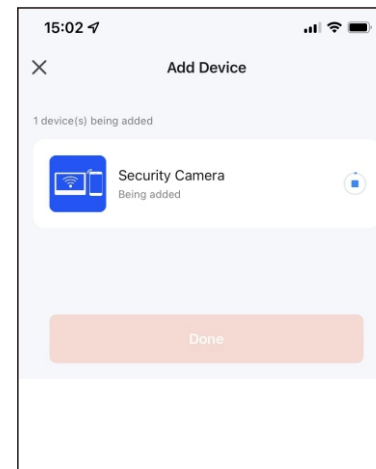 15:02
Add Device
1 device(s) being added
Security Camera
Being added
Done